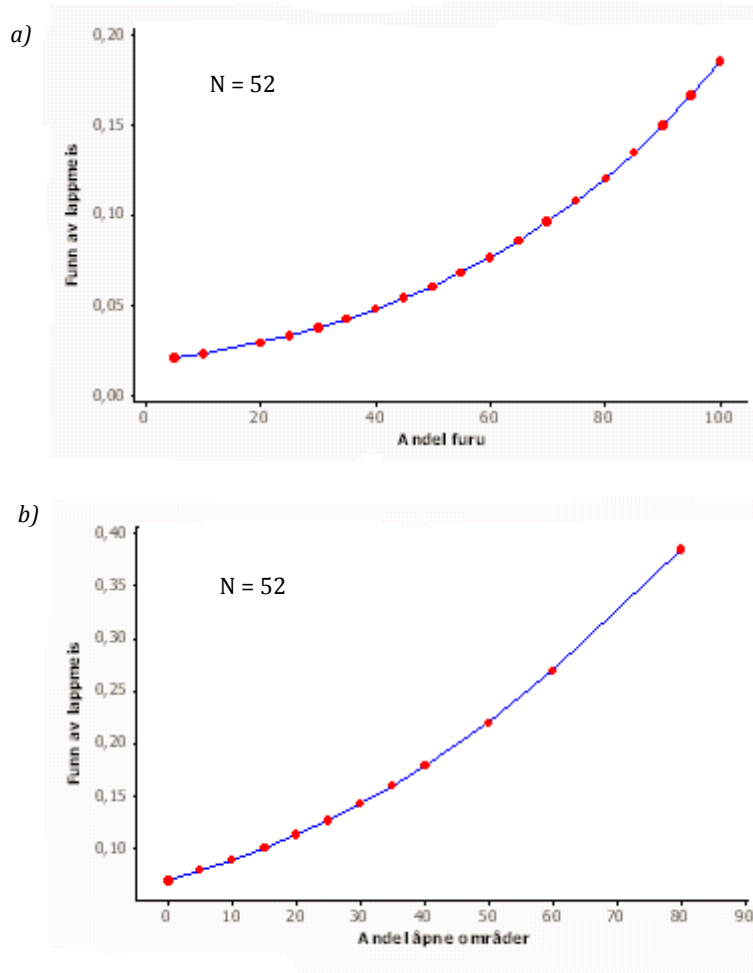 a)
N = 52
Funn av lappmeis
0,20
0,15
0,10
0,05
0,00
0 20 40 60 80 100
Andel furu
b)
N = 52
Funn av lappmeis
0,40
0,35
0,30
0,25
0,20
0,15
0,10
0 10 20 30 40 50 60 70 80 90
Andel åpne områder